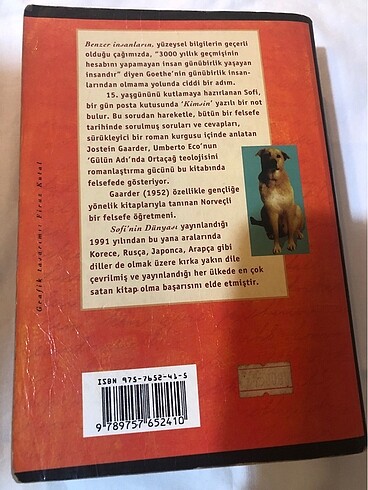 Benzer insanların, yüzeysel bilgilerin geçerli
olduğu çağımızda, "3000 yıllık geçmişinin
hesabını yapamayan insan günübirlik yaşayan
insandır" diyen Goethe'nin günübirlik insan-
larından olmama yolunda ciddi bir adım.
15. yaşgününü kutlamaya hazırlanan Sofi,
bir gün posta kutusunda 'Kimsin' yazılı bir not
bulur. Bu sorudan hareketle, bütün bir felsefe
tarihinde sorulmuş soruları ve cevapları,
sürükleyici bir roman kurgusu içinde anlatan
Jostein Gaarder, Umberto Eco'nun
'Gülün Adı'nda Ortaçağ teolojisini
romanlaştırma gücünü bu kitabında
felsefede gösteriyor.
Gaarder (1952) özellikle gençliğe
yönelik kitaplarıyla tanınan Norveçli
bir felsefe öğretmeni.
Sofi'nin Dünyası yayınlandığı
1991 yılından bu yana aralarında
Korece, Rusça, Japonca, Arapça gibi
diller de olmak üzere kırka yakın dile
çevrilmiş ve yayınlandığı her ülkede en çok
satan kitap olma başarısını elde etmiştir.
Grafik tasarımı: Firuz Kutal
ISBN 975-7652-41-5
9 789757 652410